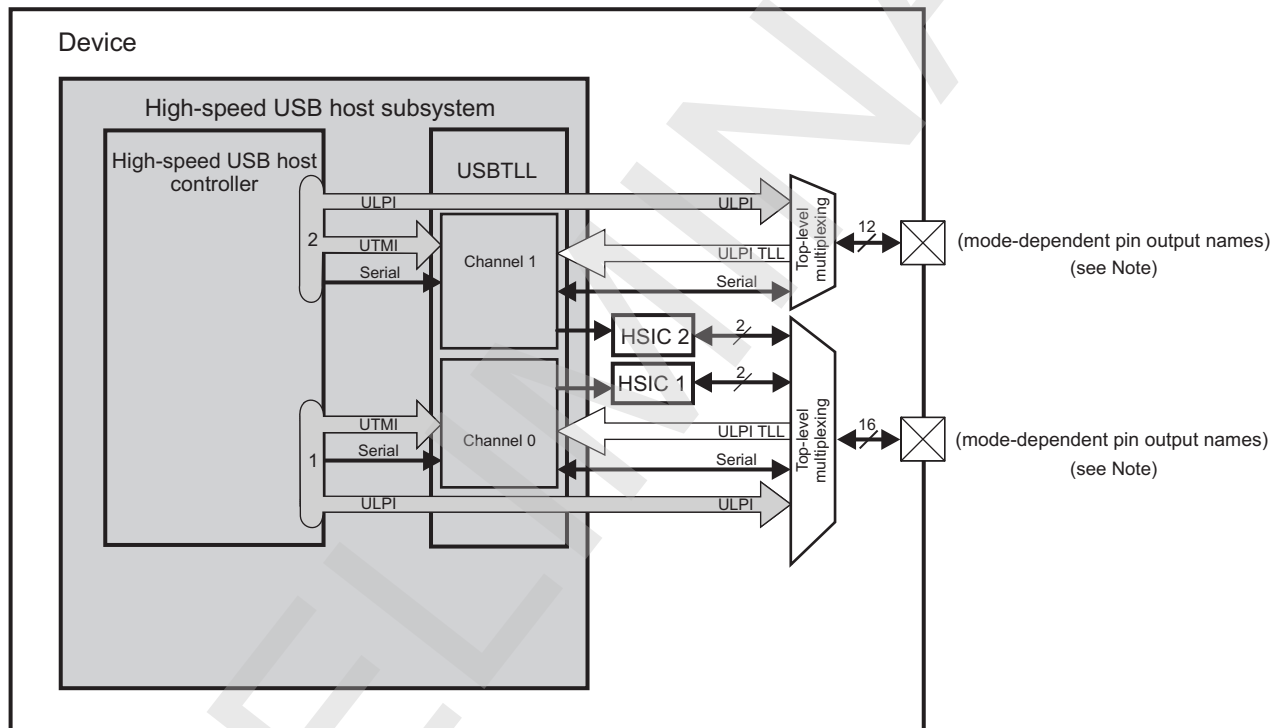 Device
High-speed USB host subsystem
High-speed USB host
controller
USBTLL
2
ULPI
ULPI
UTMI
Serial
Channel 1
ULPI TLL
Serial
Top-level
multiplexing
12
(mode-dependent pin output names)
(see Note)
HSIC 2
2
HSIC 1
2
1
UTMI
Serial
Channel 0
ULPI TLL
Serial
ULPI
ULPI
Top-level
multiplexing
16
(mode-dependent pin output names)
(see Note)